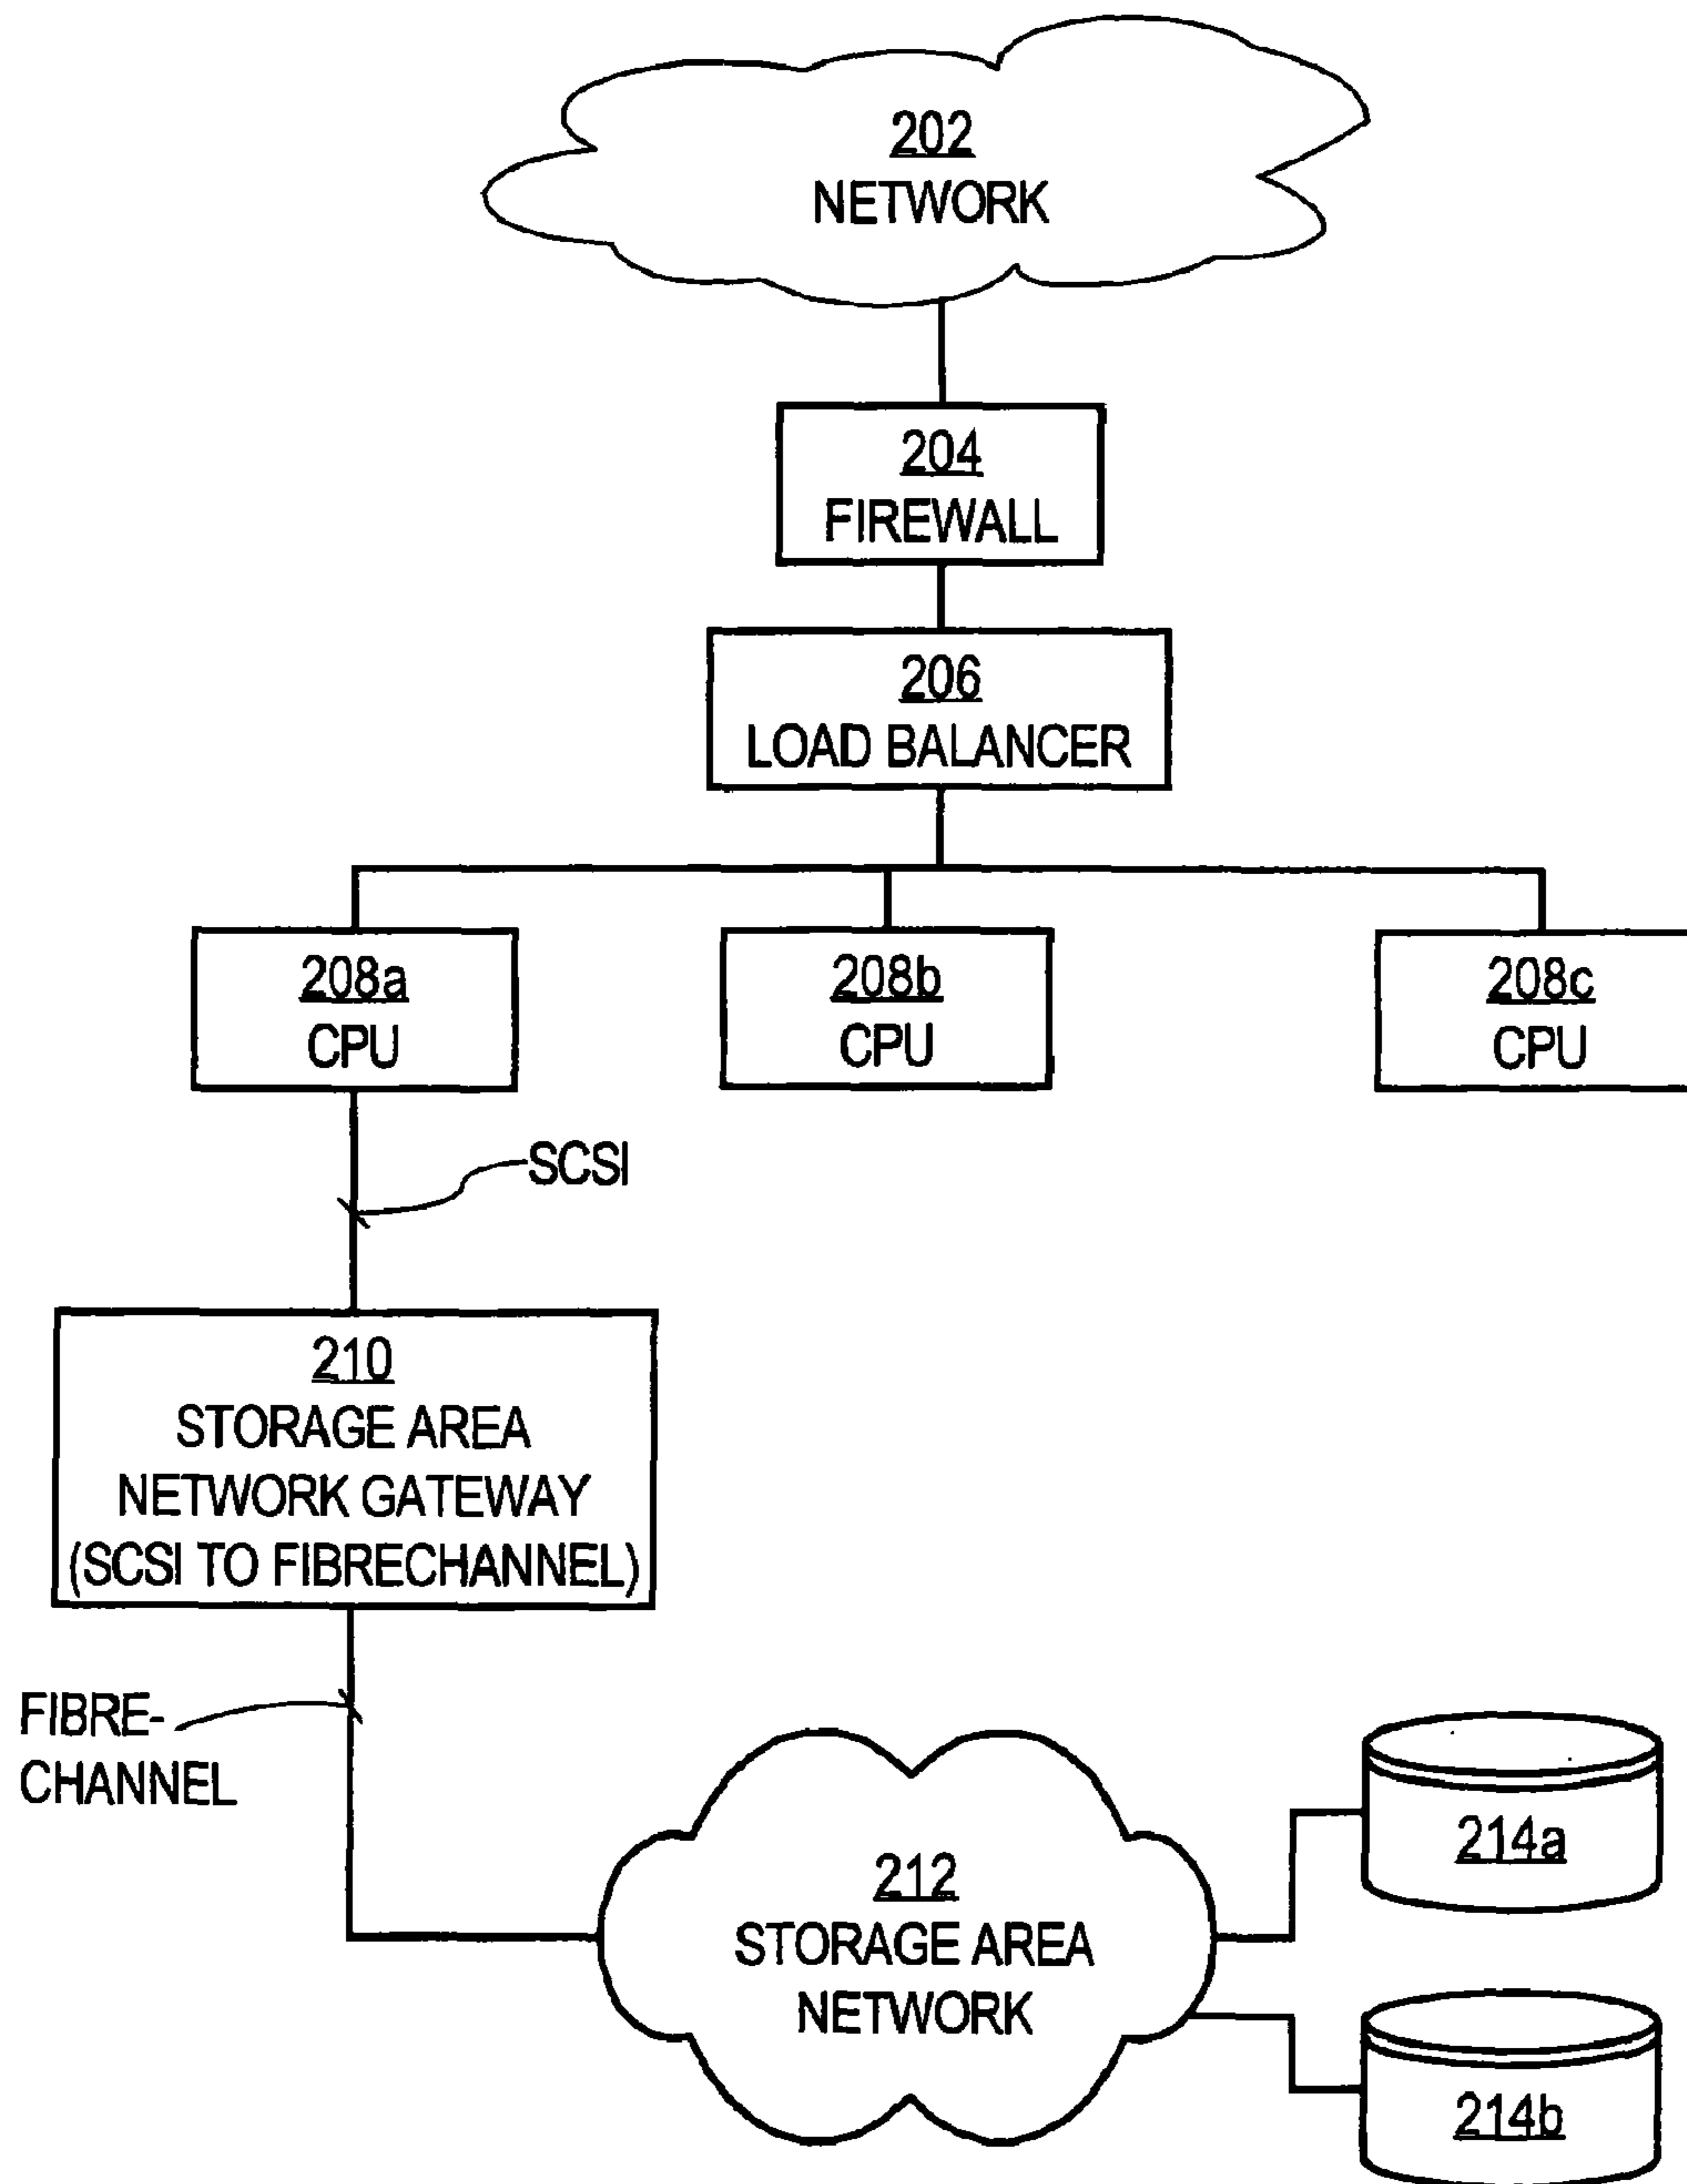 202
NETWORK
204
FIREWALL
206
LOAD BALANCER
208a
CPU
208b
CPU
208c
CPU
SCSI
210
STORAGE AREA
NETWORK GATEWAY
(SCSI TO FIBRECHANNEL)
FIBRE-
CHANNEL
212
STORAGE AREA
NETWORK
214a
214b